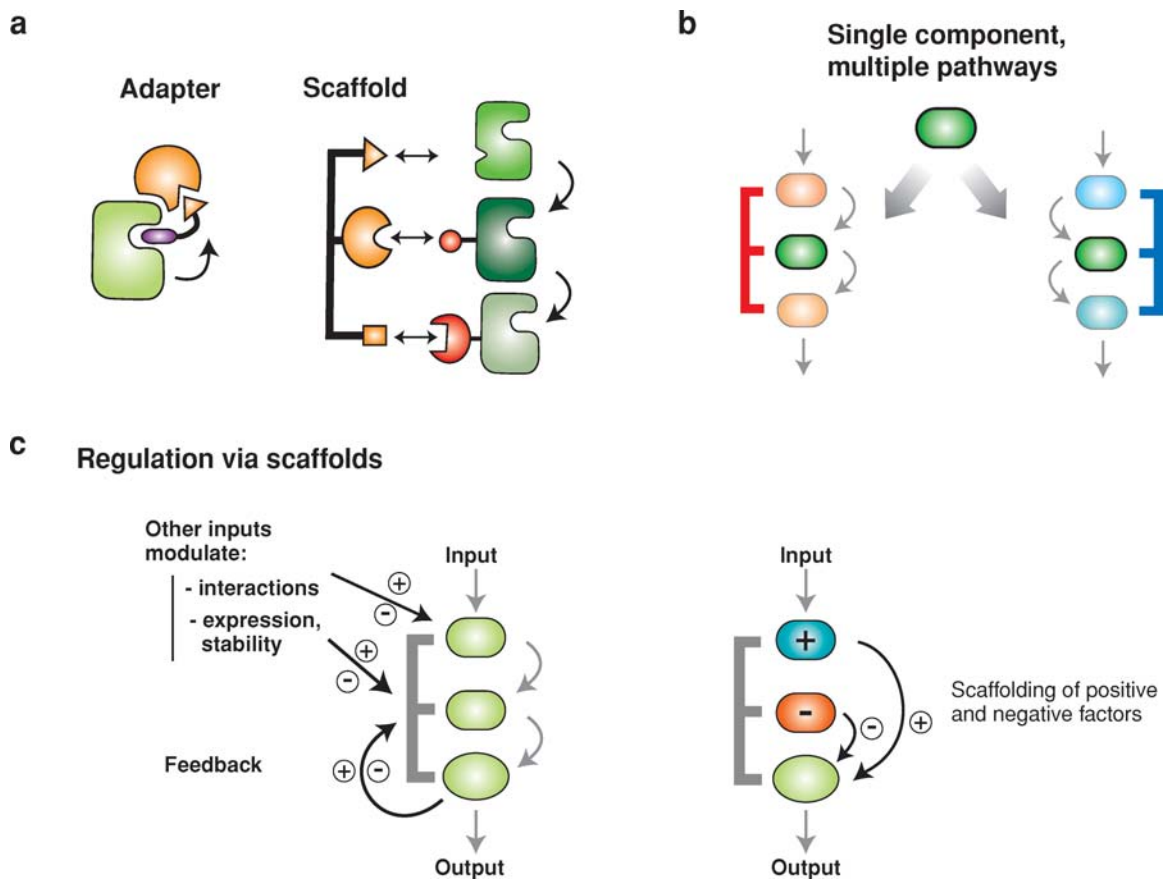 a
Adapter
Scaffold
b
Single component,
multiple pathways
c
Regulation via scaffolds
Other inputs
modulate:
- interactions
- expression,
stability
+
-
+
-
Feedback
+
-
Input
Output
Input
+
-
-
+
Scaffolding of positive
and negative factors
Output